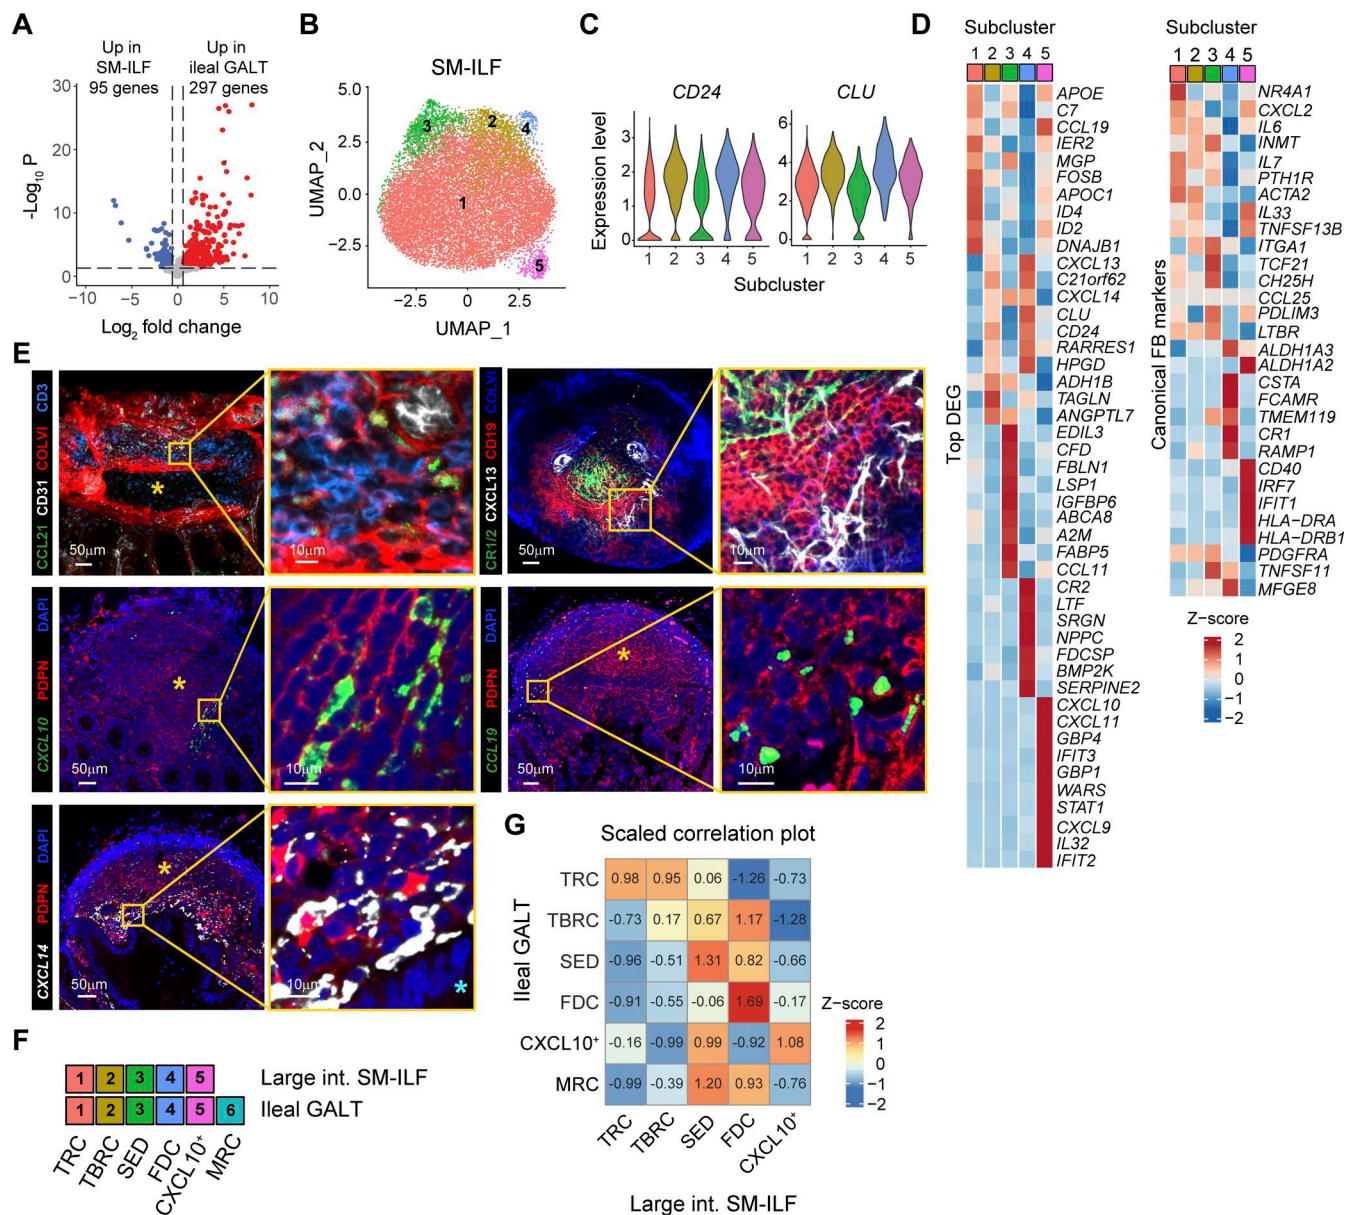 A
Up in
SM-ILF
95 genes
Up in
ileal GALT
297 genes
30
20
10
0
-Log10 P
−10
−5
0
5
10
Log2 fold change
B
SM-ILF
5.0
2.5
0.0
−2.5
UMAP_2
3
2
4
1
5
−2.5
0
2.5
UMAP_1
C
CD24
CLU
Expression level
3
2
1
0
6
4
2
0
1 2 3 4 5
1 2 3 4 5
Subcluster
D
Subcluster
1 2 3 4 5
Top DEG
APOE
C7
CCL19
IER2
MGP
FOSB
APOC1
ID4
ID2
DNAJB1
CXCL13
C21orf62
CXCL14
CLU
CD24
RARRES1
HPGD
ADH1B
TAGLN
ANGPTL7
EDIL3
CFD
FBLN1
LSP1
IGFBP6
ABCA8
A2M
FABP5
CCL11
CR2
LTF
SRGN
NPPC
FDCSP
BMP2K
SERPINE2
CXCL10
CXCL11
GBP4
IFIT3
GBP1
WARS
STAT1
CXCL9
IL32
IFIT2
Subcluster
1 2 3 4 5
Canonical FB markers
NR4A1
CXCL2
IL6
INMT
IL7
PTH1R
ACTA2
IL33
TNFSF13B
ITGA1
TCF21
CH25H
CCL25
PDLIM3
LTBR
ALDH1A3
ALDH1A2
CSTA
FCAMR
TMEM119
CR1
RAMP1
CD40
IRF7
IFIT1
HLA−DRA
HLA−DRB1
PDGFRA
TNFSF11
MFGE8
Z-score
2
1
0
−1
−2
E
CCL21 CD31 COLVI CD3
*
50μm
10μm
CR1/2 CXCL13 CD19 COLVI
50μm
10μm
CXCL10 PDPN DAPI
*
50μm
10μm
CCL19 PDPN DAPI
*
50μm
10μm
CXCL14 PDPN DAPI
*
50μm
10μm
*
F
1 2 3 4 5
Large int. SM-ILF
1 2 3 4 5 6
Ileal GALT
TRC
TBRC
SED
FDC
CXCL10+
MRC
G
Scaled correlation plot
Ileal GALT
TRC 0.98 0.95 0.06 -1.26 -0.73
TBRC -0.73 0.17 0.67 1.17 -1.28
SED -0.96 -0.51 1.31 0.82 -0.66
FDC -0.91 -0.55 -0.06 1.69 -0.17
CXCL10+ -0.16 -0.99 0.99 -0.92 1.08
MRC -0.99 -0.39 1.20 0.93 -0.76
TRC
TBRC
SED
FDC
CXCL10+
Large int. SM-ILF
Z-score
2
1
0
−1
−2